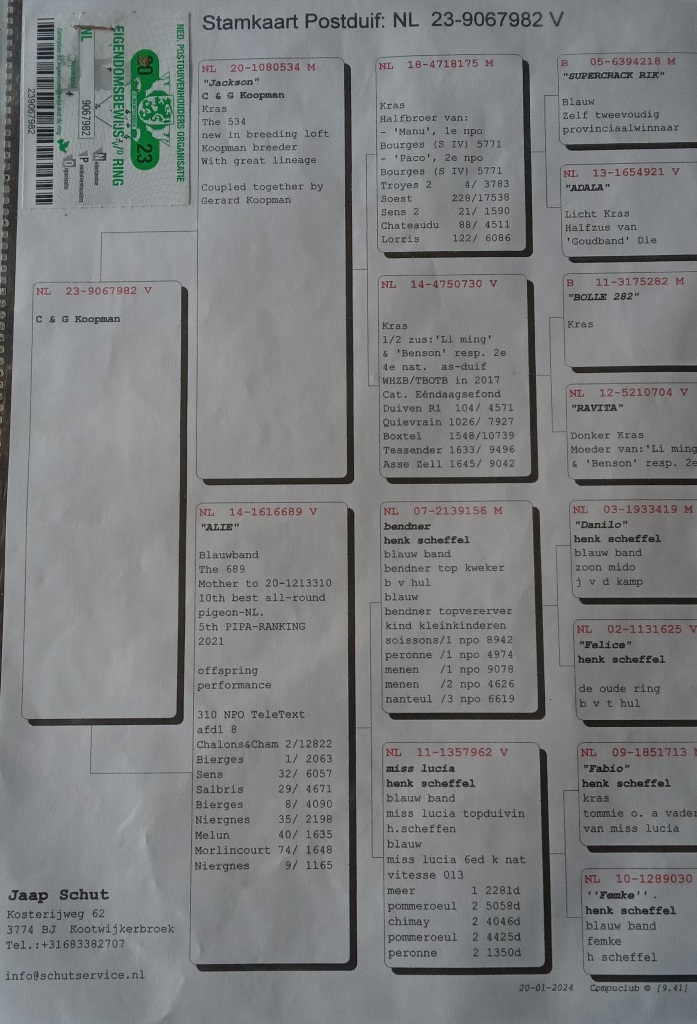 Stamkaart Postduif: NL 23-9067982 V
NED. POSTDUIVENHOUDERS ORGANISATIE
EIGENDOMSBEWIJS V/D RING
NL 9067982
23
239067982
NL 23-9067982 V
C & G Koopman
NL 20-1080534 M
"Jackson"
C & G Koopman
Kras
The 534
new in breeding loft
Koopman breeder
With great lineage
Coupled together by
Gerard Koopman
NL 14-1616689 V
"ALIE"
Blauwband
The 689
Mother to 20-1213310
10th best all-round
pigeon-NL.
5th PIPA-RANKING
2021
offspring
performance
310 NPO TeleText
afdl 8
Chalons&Cham 2/12822
Bierges 1/ 2063
Sens 32/ 6057
Salbris 29/ 4671
Bierges 8/ 4090
Niergnes 35/ 2198
Melun 40/ 1635
Morlincourt 74/ 1648
Niergnes 9/ 1165
NL 18-4718175 M
Kras
Halfbroer van:
- 'Manu', 1e npo
Bourges (S IV) 5771
- 'Paco', 2e npo
Bourges (S IV) 5771
Troyes 2 4/ 3783
Soest 228/17538
Sens 2 21/ 1590
Chateaudu 88/ 4511
Lorris 122/ 6086
NL 14-4750730 V
Kras
1/2 zus:'Li ming'
& 'Benson' resp. 2e
4e nat. as-duif
WHZB/TBOTB in 2017
Cat. Eéndaagsefond
Duiven R1 104/ 4571
Quievrain 1026/ 7927
Boxtel 1548/10739
Tessender 1633/ 9496
Asse Zell 1645/ 9042
NL 07-2139156 M
bendner
henk scheffel
blauw band
bendner top kweker
b v hul
blauw
bendner topvererver
kind kleinkinderen
soissons/1 npo 8942
peronne /1 npo 4974
menen /1 npo 9078
menen /2 npo 4626
nanteul /3 npo 6619
NL 11-1357962 V
miss lucia
henk scheffel
blauw band
miss lucia topduivin
h.scheffen
blauw
miss lucia 6ed k nat
vitesse 013
meer 1 2281d
pommeroeul 2 5058d
chimay 2 4046d
pommeroeul 2 4425d
peronne 2 1350d
B 05-6394218 M
"SUPERCRACK RIK"
Blauw
Zelf tweevoudig
provinciaalwinnaar
NL 13-1654921 V
"ADALA"
Licht Kras
Halfzus van
'Goudband' Die
B 11-3175282 M
"BOLLE 282"
Kras
NL 12-5210704 V
"RAVITA"
Donker Kras
Moeder van:'Li ming
& 'Benson' resp. 2e
NL 03-1933419 M
"Danilo"
henk scheffel
blauw band
zoon mido
j v d kamp
NL 02-1131625 V
"Felice"
henk scheffel
de oude ring
b v t hul
NL 09-1851713
"Fabio"
henk scheffel
kras
tommie o. a vader
van miss lucia
NL 10-1289030
''Femke'' .
henk scheffel
blauw band
femke
h scheffel
Jaap Schut
Kosterijweg 62
3774 BJ Kootwijkerbroek
Tel.:+31683382707
info@schutservice.nl
20-01-2024 Compuclub © [9.41]